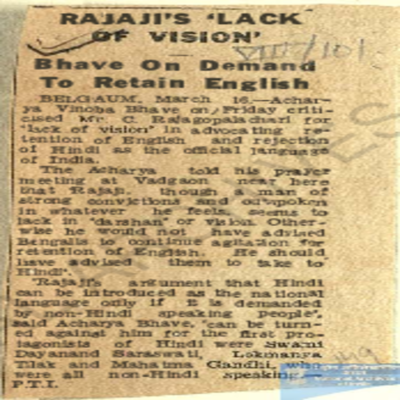 RAJAJI'S 'LACK
OF VISION'
Bhave On Demand
To Retain English
BELGAUM, March 16.—Achar-
ya Vinoba Bhave on Friday criti-
cised Mr. C. Rajagopalachari for
'lack of vision' in advocating re-
tention of English and rejection
of Hindi as the official language
of India.
The Acharya told his prayer
meeting at Vadgaon near here
that 'Rajaji, though a man of
strong convictions and outspoken
in whatever he feels, seems to
lack in 'darshan' or vision. Other-
wise he would not have advised
Bengalis to continue agitation for
retention of English. He should
have advised them to take to
Hindi'.
'Rajaji's argument that Hindi
can be introduced as the national
language only if it is demanded
by non-Hindi speaking people',
said Acharya Bhave, 'can be turn-
ed against him for the first pro-
tagonists of Hindi were Swami
Dayanand Saraswati, Lokmanya
Tilak and Mahatma Gandhi, who
were all non-Hindi speaking.—
P.T.I.